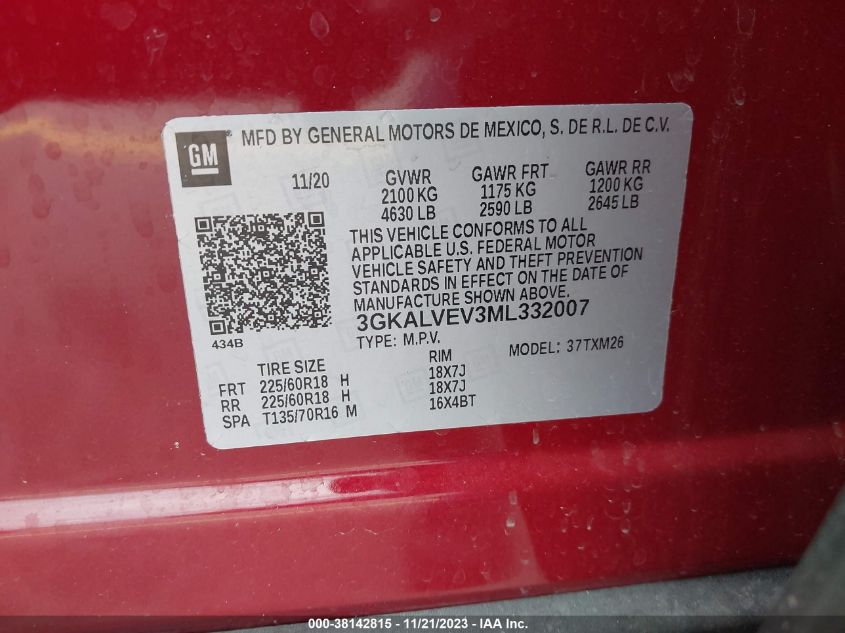 GM
MFD BY GENERAL MOTORS DE MEXICO, S. DE R.L. DE C.V.
11/20 GVWR GAWR FRT GAWR RR
2100 KG 1175 KG 1200 KG
4630 LB 2590 LB 2645 LB
THIS VEHICLE CONFORMS TO ALL
APPLICABLE U.S. FEDERAL MOTOR
VEHICLE SAFETY AND THEFT PREVENTION
STANDARDS IN EFFECT ON THE DATE OF
MANUFACTURE SHOWN ABOVE.
3GKALVEV3ML332007
434B
TYPE: M.P.V. MODEL: 37TXM26
TIRE SIZE RIM
FRT 225/60R18 H 18X7J
RR 225/60R18 H 18X7J
SPA T135/70R16 M 16X4BT
000-38142815 - 11/21/2023 - IAA Inc.